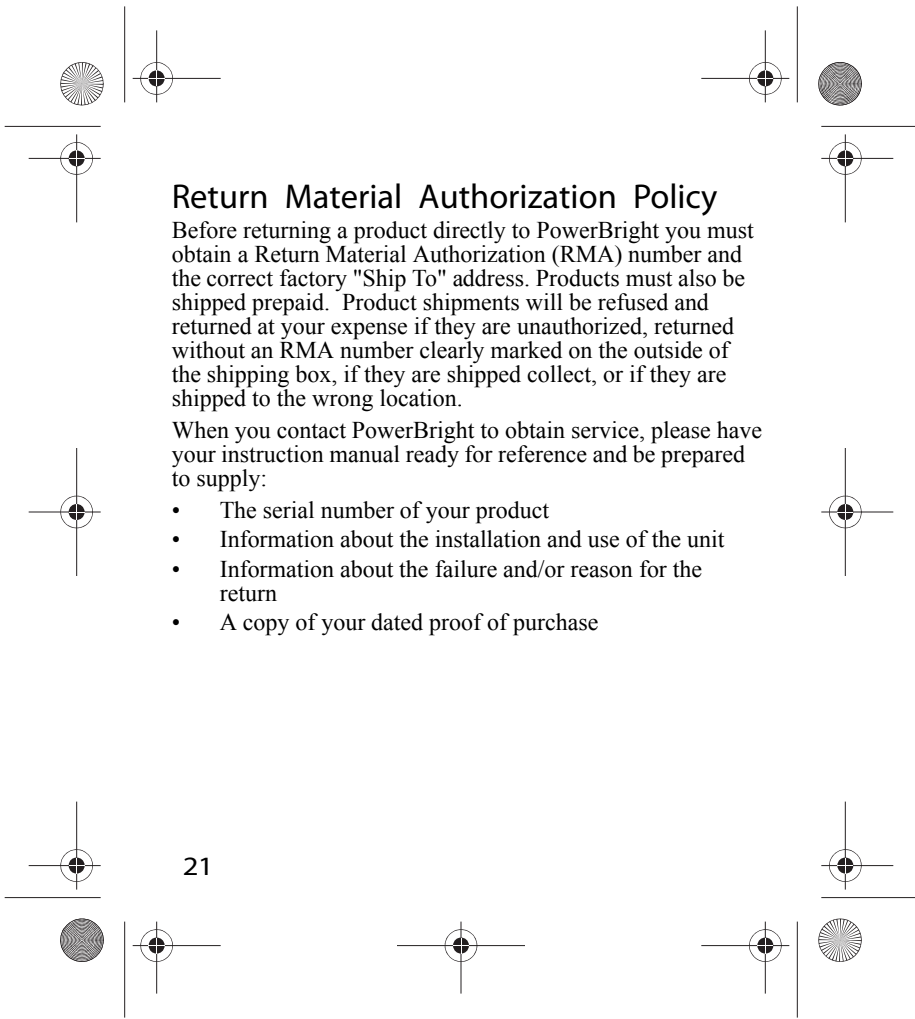 Return Material Authorization Policy
Before returning a product directly to PowerBright you must
obtain a Return Material Authorization (RMA) number and
the correct factory "Ship To" address. Products must also be
shipped prepaid.  Product shipments will be refused and
returned at your expense if they are unauthorized, returned
without an RMA number clearly marked on the outside of
the shipping box, if they are shipped collect, or if they are
shipped to the wrong location.
When you contact PowerBright to obtain service, please have
your instruction manual ready for reference and be prepared
to supply:
• The serial number of your product
• Information about the installation and use of the unit
• Information about the failure and/or reason for the
return
• A copy of your dated proof of purchase
21